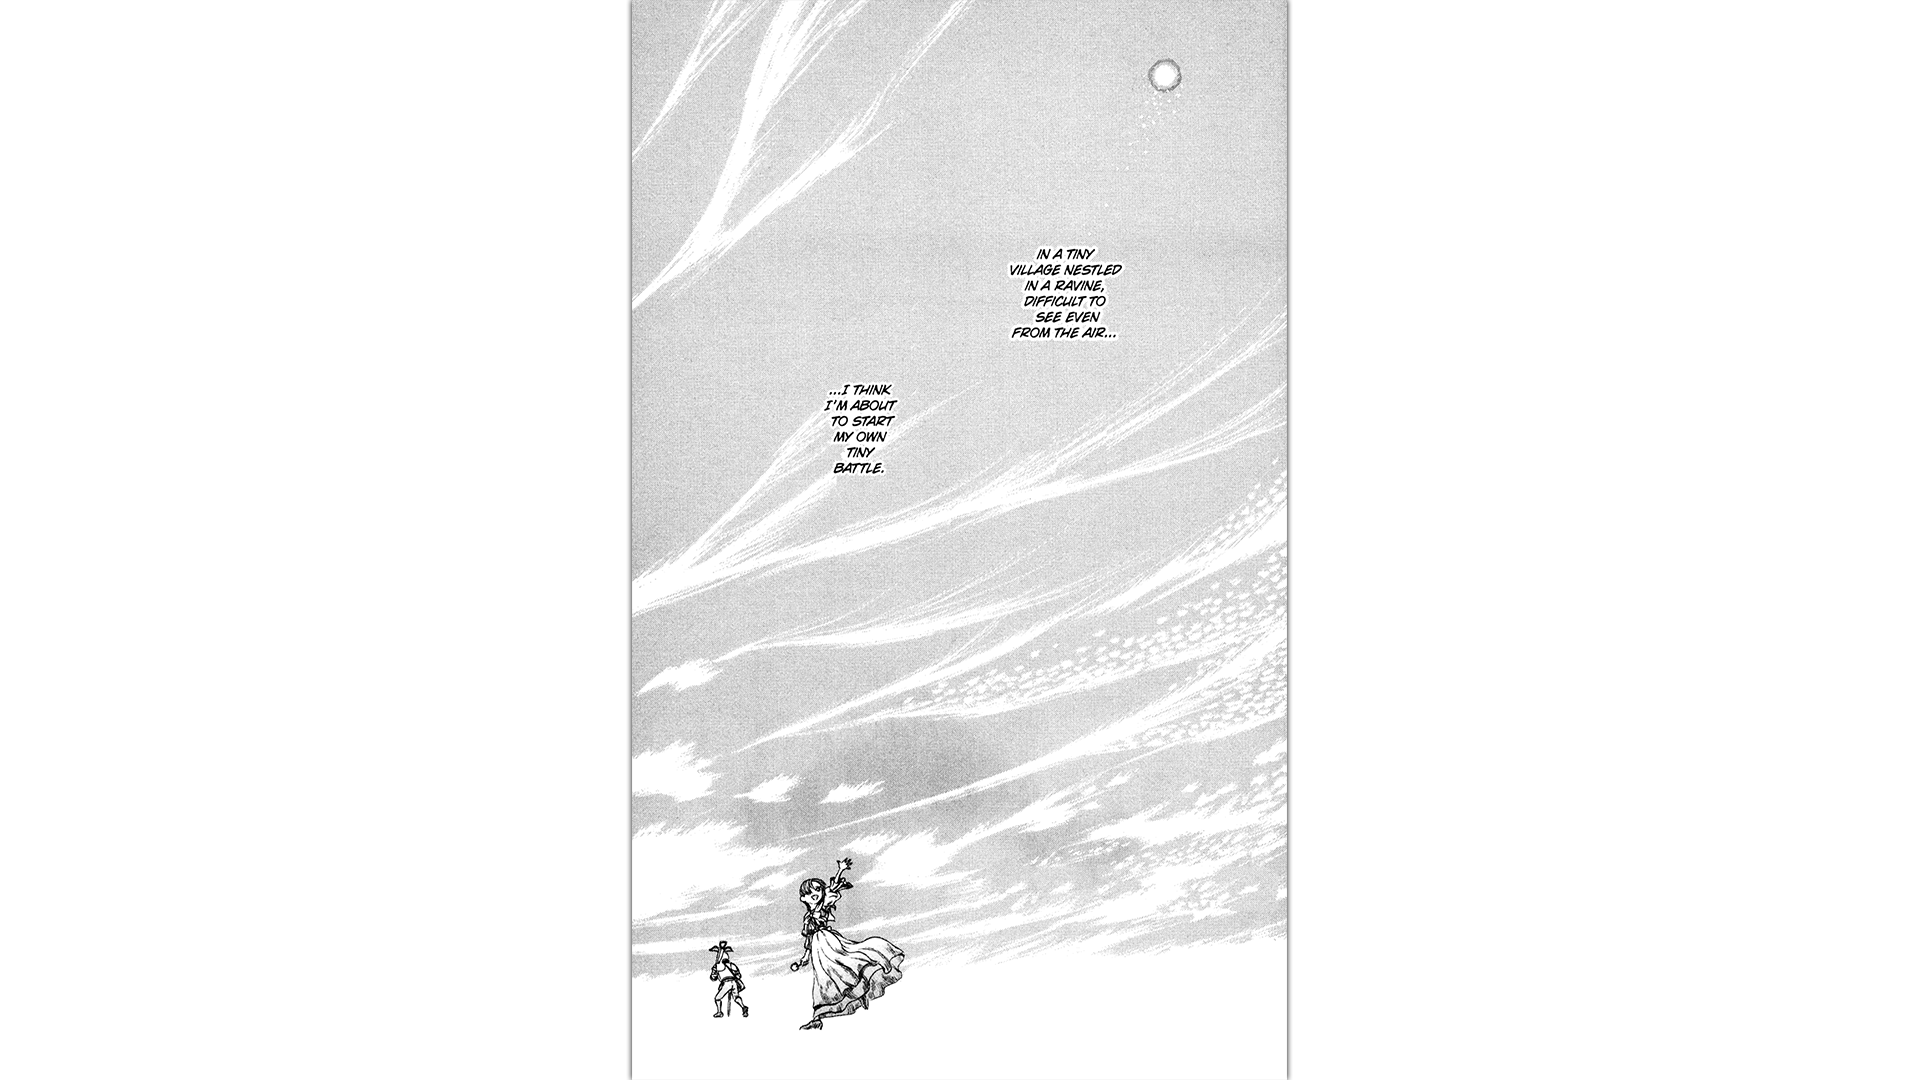 IN A TINY
VILLAGE NESTLED
IN A RAVINE,
DIFFICULT TO
SEE EVEN
FROM THE AIR...
...I THINK
I'M ABOUT
TO START
MY OWN
TINY
BATTLE.